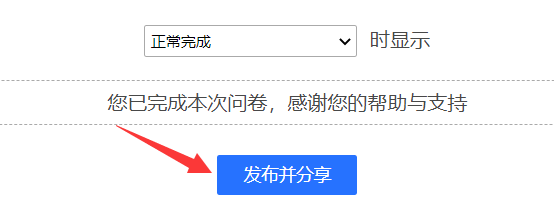 正常完成 时显示
您已完成本次问卷，感谢您的帮助与支持
发布并分享